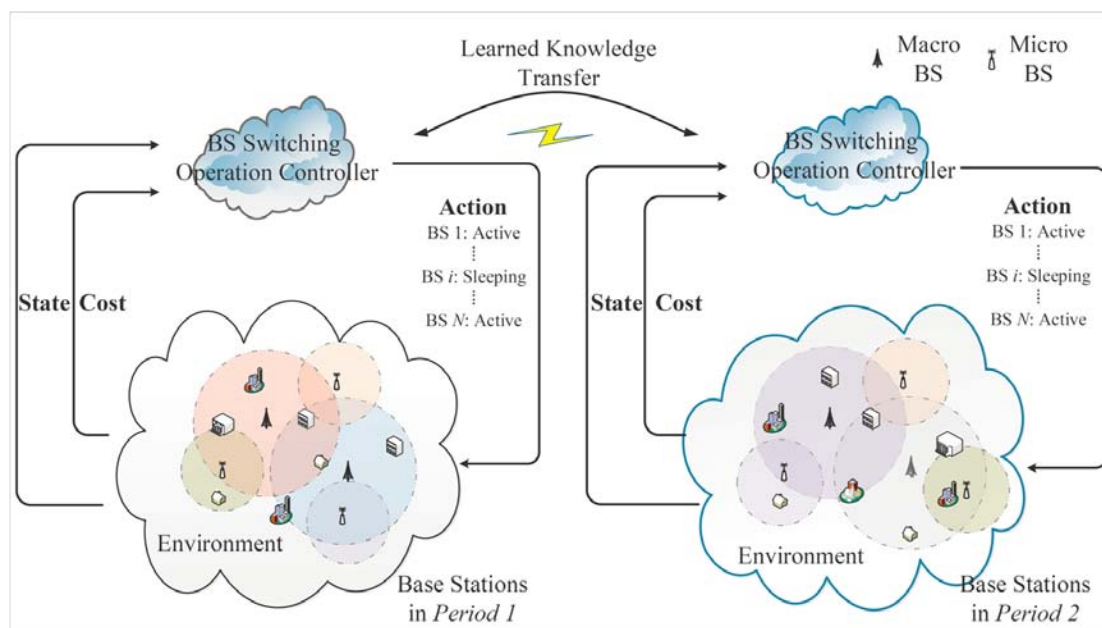 Learned Knowledge
Transfer
Macro
BS
Micro
BS
BS Switching
Operation Controller
Action
BS 1: Active
BS i: Sleeping
BS N: Active
State
Cost
Environment
Base Stations
in Period 1
BS Switching
Operation Controller
Action
BS 1: Active
BS i: Sleeping
BS N: Active
State
Cost
Environment
Base Stations
in Period 2